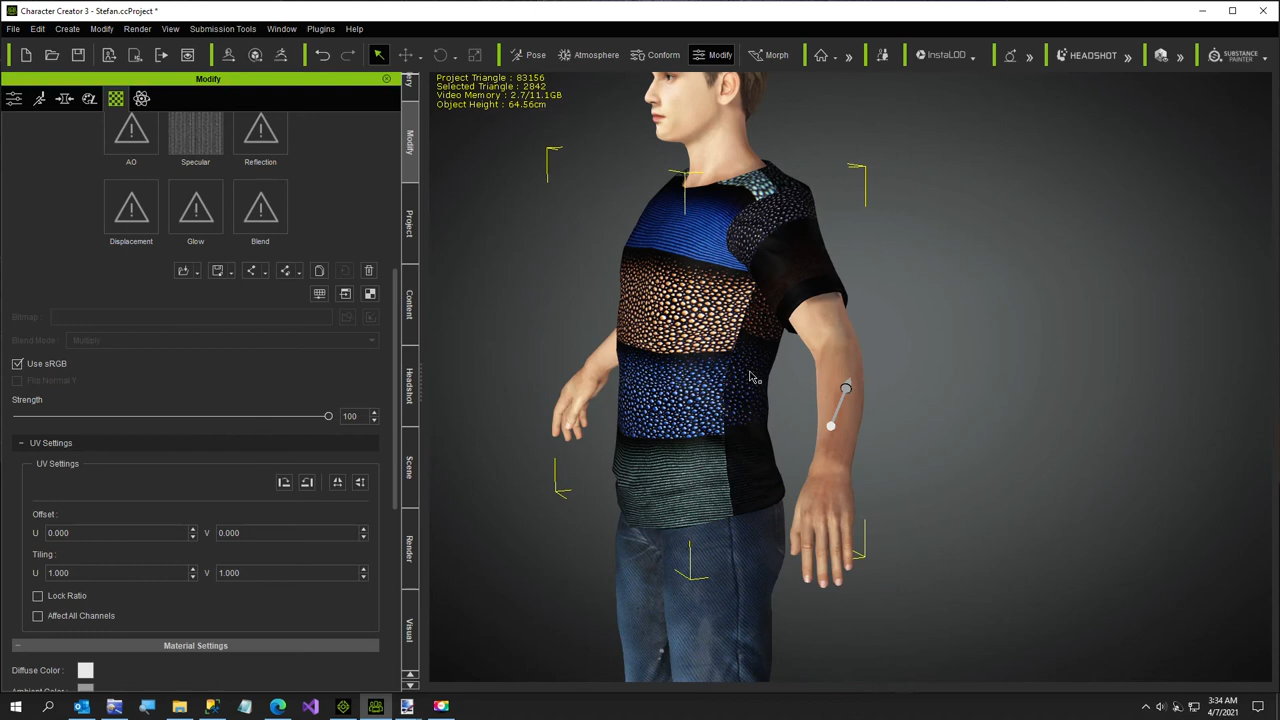 Character Creator 3 - Stefan.ccProject *
File Edit Create Modify Render View Submission Tools Window Plugins Help
Pose Atmosphere Conform Modify Morph » » InstaLOD » HEADSHOT » » SUBSTANCE PAINTER
Modify
Project Triangle : 83156
Selected Triangle : 2842
Video Memory : 2.7/11.1GB
Object Height : 64.56cm
AO Specular Reflection
Displacement Glow Blend
Bitmap :
Blend Mode : Multiply
Use sRGB
Flip Normal Y
Strength
100
UV Settings
UV Settings
Offset :
U 0.000 V 0.000
Tiling :
U 1.000 V 1.000
Lock Ratio
Affect All Channels
Material Settings
Diffuse Color :
Modify
Project
Content
Headshot
Scene
Render
Visual
3:34 AM
4/7/2021